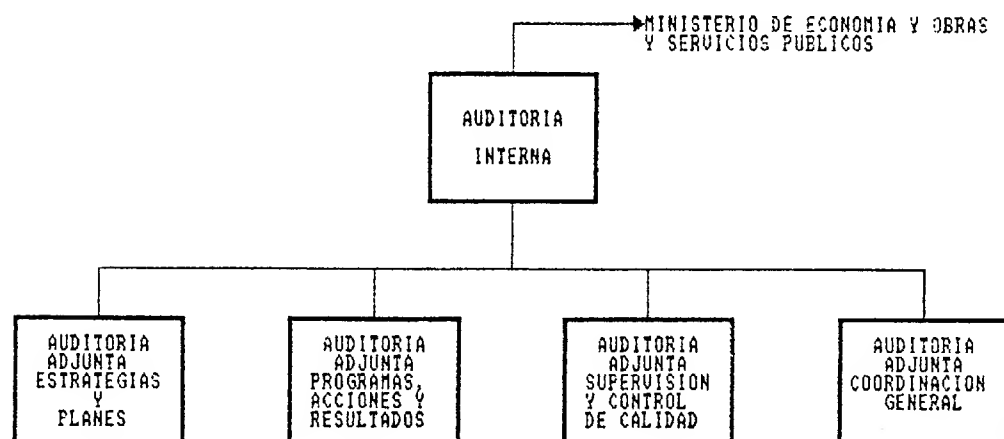 MINISTERIO DE ECONOMIA Y OBRAS
Y SERVICIOS PUBLICOS
AUDITORIA
INTERNA
AUDITORIA
ADJUNTA
ESTRATEGIAS
Y
PLANES
AUDITORIA
ADJUNTA
PROGRAMAS,
ACCIONES Y
RESULTADOS
AUDITORIA
ADJUNTA
SUPERVISION
Y CONTROL
DE CALIDAD
AUDITORIA
ADJUNTA
COORDINACION
GENERAL